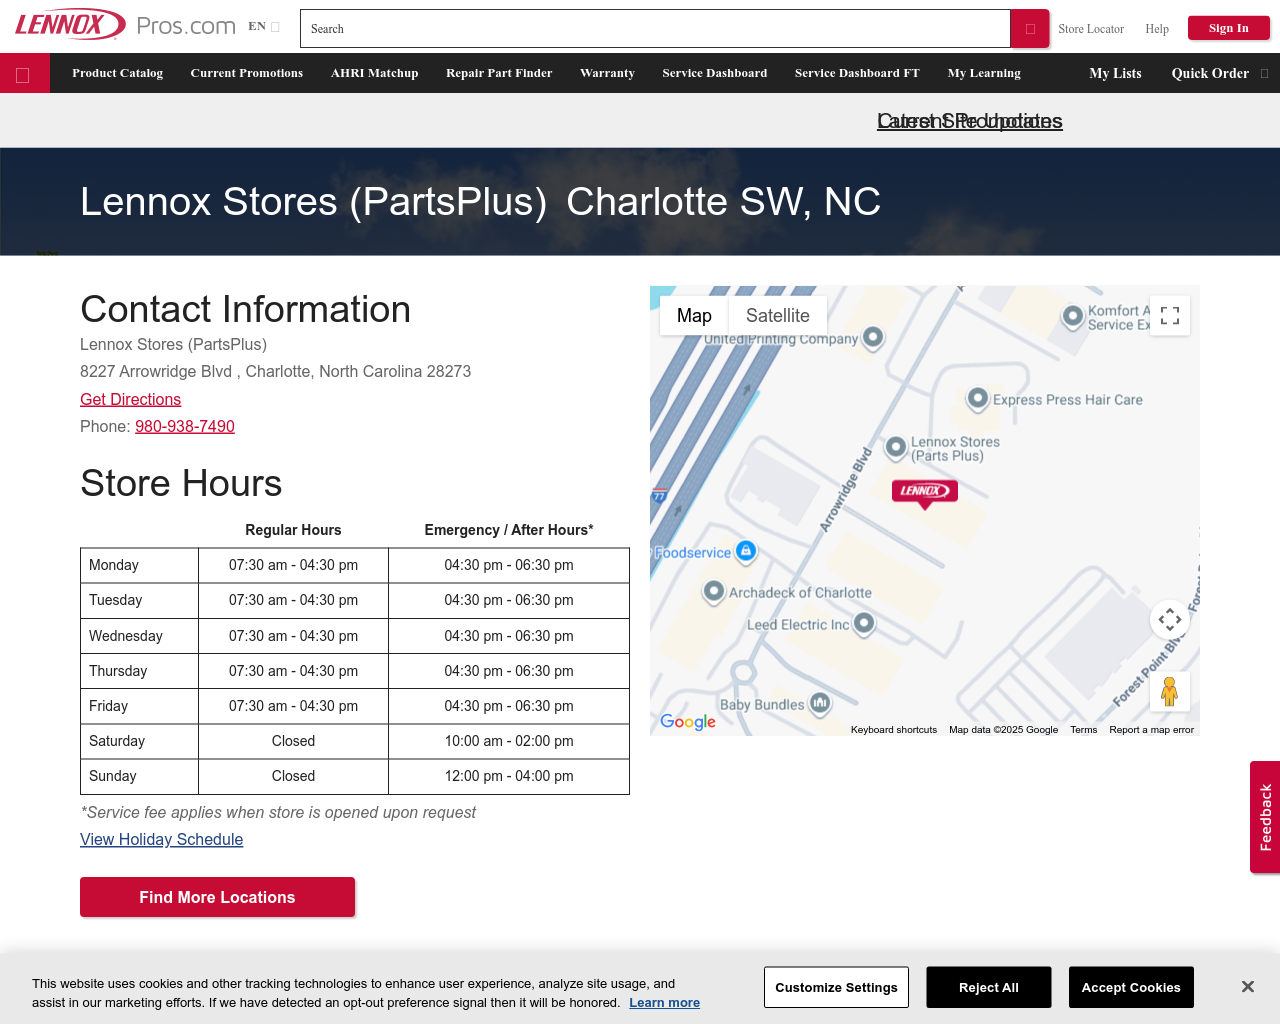 LENNOX Pros.com EN Search Store Locator Help Sign In
Product Catalog Current Promotions AHRI Matchup Repair Part Finder Warranty Service Dashboard Service Dashboard FT My Learning My Lists Quick Order
Latest Site Updates
Current Promotions
Lennox Stores (PartsPlus) Charlotte SW, NC
Contact Information
Lennox Stores (PartsPlus)
8227 Arrowridge Blvd , Charlotte, North Carolina 28273
Get Directions
Phone: 980-938-7490
Store Hours
Regular Hours Emergency / After Hours*
Monday 07:30 am - 04:30 pm 04:30 pm - 06:30 pm
Tuesday 07:30 am - 04:30 pm 04:30 pm - 06:30 pm
Wednesday 07:30 am - 04:30 pm 04:30 pm - 06:30 pm
Thursday 07:30 am - 04:30 pm 04:30 pm - 06:30 pm
Friday 07:30 am - 04:30 pm 04:30 pm - 06:30 pm
Saturday Closed 10:00 am - 02:00 pm
Sunday Closed 12:00 pm - 04:00 pm
*Service fee applies when store is opened upon request
View Holiday Schedule
Find More Locations
Map Satellite
Komfort A
Service Ex
United Printing Company
Express Press Hair Care
Lennox Stores
(Parts Plus)
LENNOX
Arrowridge Blvd
77
Foodservice
Archadeck of Charlotte
Leed Electric Inc
Forest Point Blvd
Baby Bundles
Google
Keyboard shortcuts Map data ©2025 Google Terms Report a map error
Feedback
This website uses cookies and other tracking technologies to enhance user experience, analyze site usage, and
assist in our marketing efforts. If we have detected an opt-out preference signal then it will be honored. Learn more
Customize Settings Reject All Accept Cookies